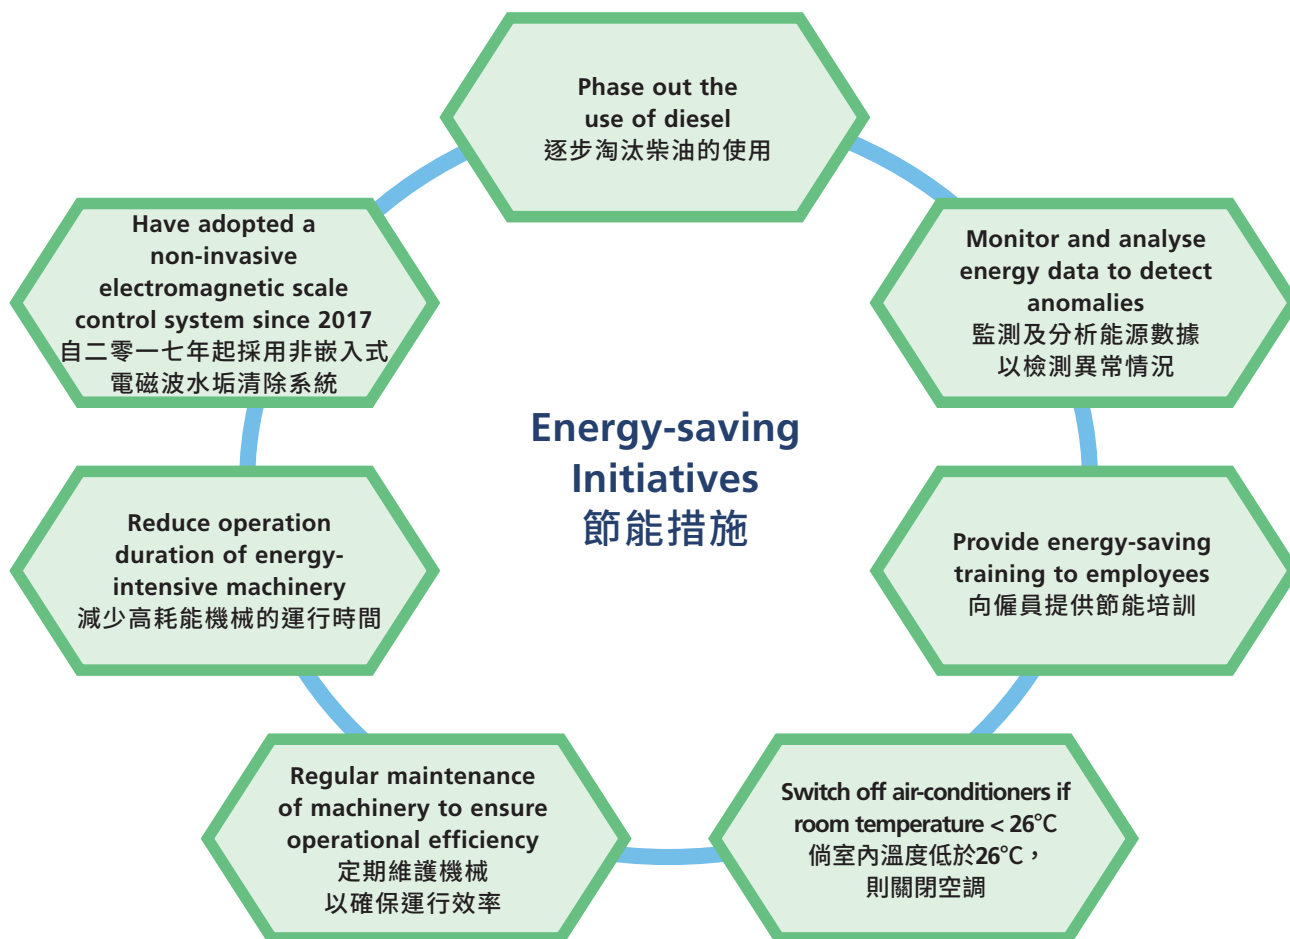 Phase out the
use of diesel
逐步淘汰柴油的使用
Have adopted a
non-invasive
electromagnetic scale
control system since 2017
自二零一七年起採用非嵌入式
電磁波水垢清除系統
Monitor and analyse
energy data to detect
anomalies
監測及分析能源數據
以檢測異常情況
Energy-saving
Initiatives
節能措施
Reduce operation
duration of energy-
intensive machinery
減少高耗能機械的運行時間
Provide energy-saving
training to employees
向僱員提供節能培訓
Regular maintenance
of machinery to ensure
operational efficiency
定期維護機械
以確保運行效率
Switch off air-conditioners if
room temperature < 26°C
倘室內溫度低於26°C，
則關閉空調